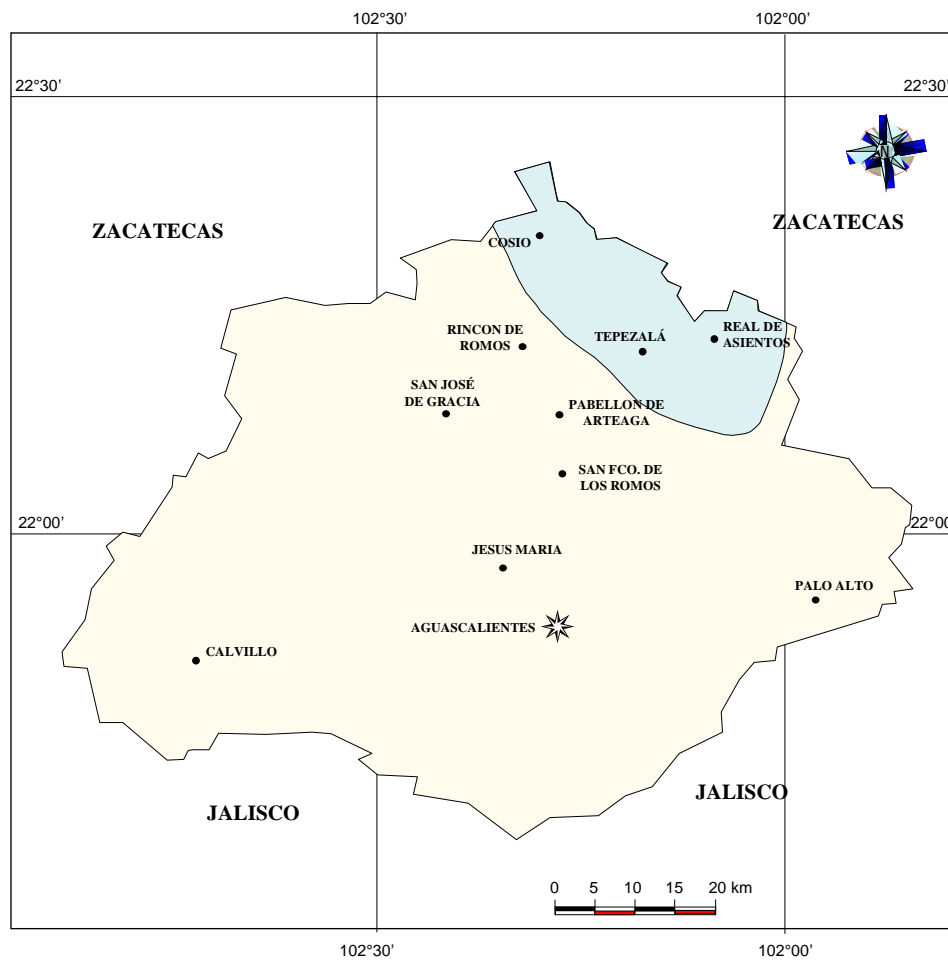 102°30'
102°00'
22°30'
22°30'
N
ZACATECAS
ZACATECAS
COSIO
RINCON DE
ROMOS
TEPEZALÁ
REAL DE
ASIENTOS
SAN JOSÉ
DE GRACIA
PABELLON DE
ARTEAGA
SAN FCO. DE
LOS ROMOS
22°00'
22°00'
JESUS MARIA
PALO ALTO
AGUASCALIENTES
CALVILLO
JALISCO
JALISCO
0 5 10 15 20 km
102°30'
102°00'